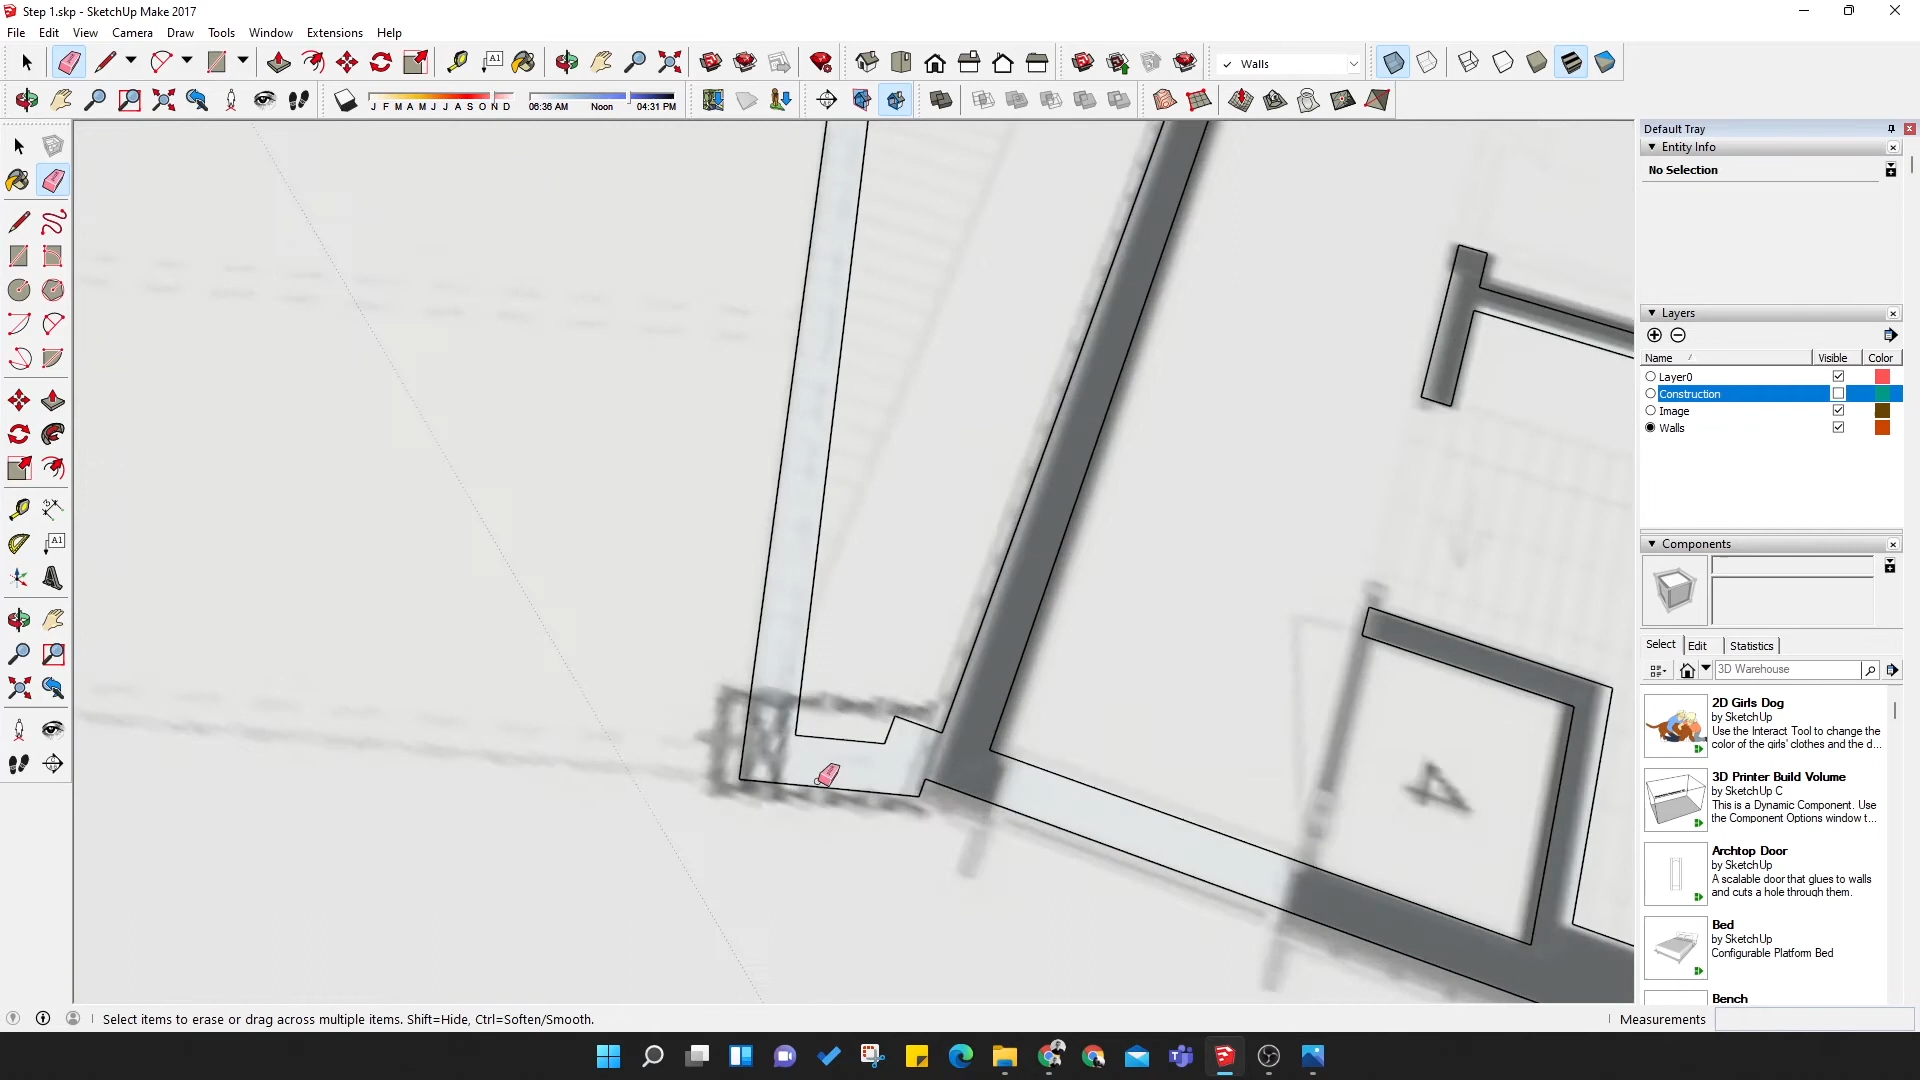 Step 1.skp - SketchUp Make 2017
File Edit View Camera Draw Tools Window Extensions Help
A1
✓ Walls
J F M A M J J A S O N D
06:36 AM Noon 04:31 PM
Default Tray
Entity Info
No Selection
Layers
Name Visible Color
Layer0
Construction
Image
Walls
A1
Components
Select Edit Statistics
3D Warehouse
2D Girls Dog
by SketchUp
Use the Interact Tool to change the
color of the girls' clothes and the d...
3D Printer Build Volume
by SketchUp C
This is a Dynamic Component. Use
the Component Options window t...
Archtop Door
by SketchUp
A scalable door that glues to walls
and cuts a hole through them.
Bed
by SketchUp
Configurable Platform Bed
Bench
Select items to erase or drag across multiple items. Shift=Hide, Ctrl=Soften/Smooth.
Measurements